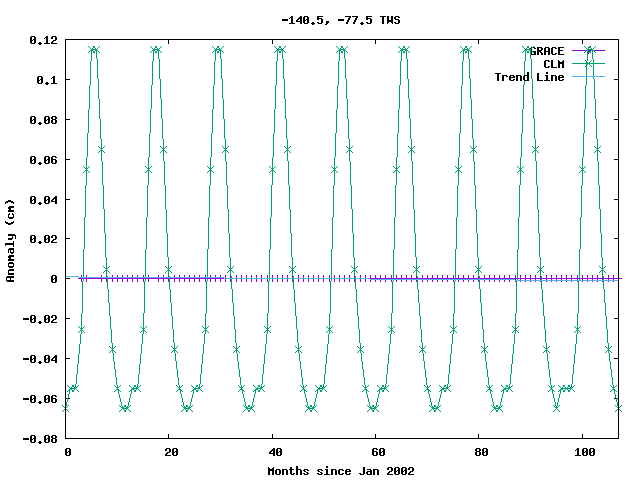 -140.5, -77.5 TWS
GRACE
CLM
Trend Line
0.12
0.1
0.08
0.06
0.04
0.02
0
-0.02
-0.04
-0.06
-0.08
Anomaly (cm)
0 20 40 60 80 100
Months since Jan 2002